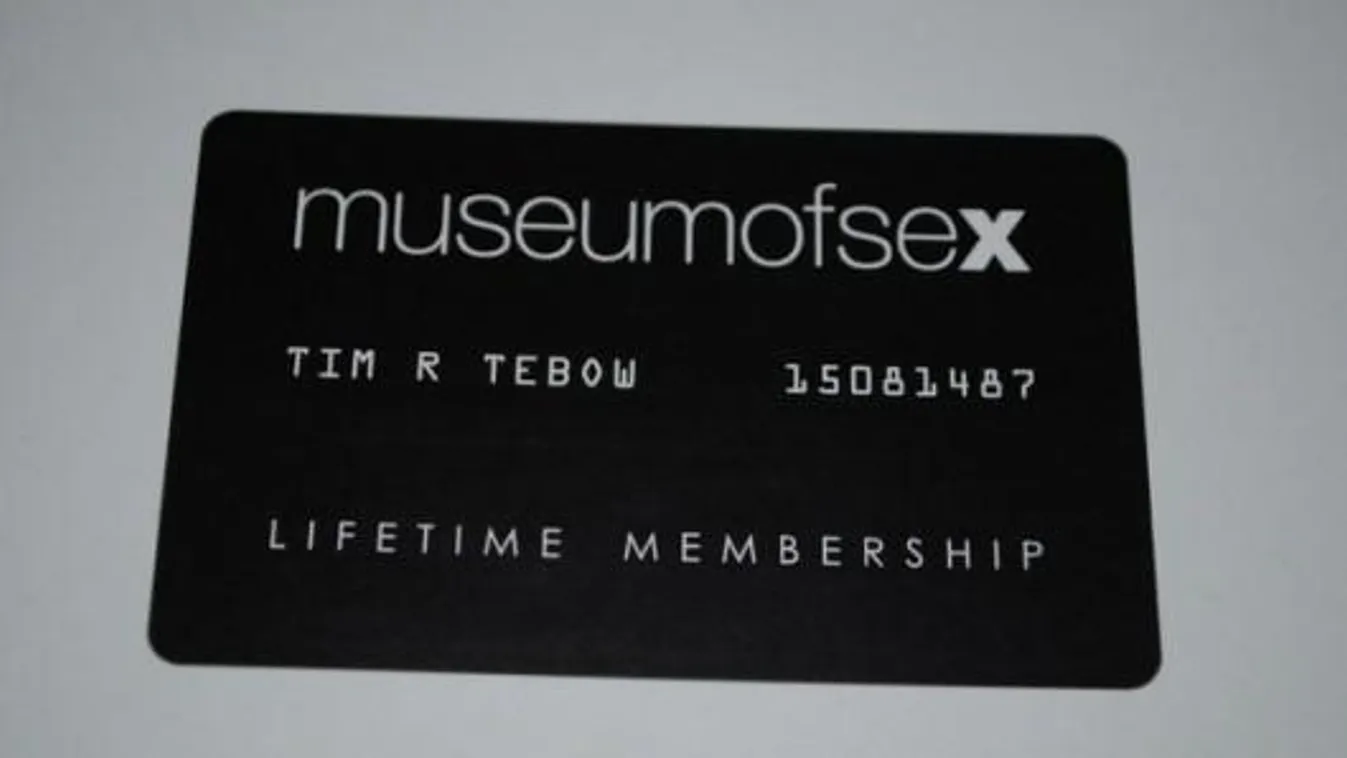 museumofsex
TIM R TEBOW 15081487
LIFETIME MEMBERSHIP